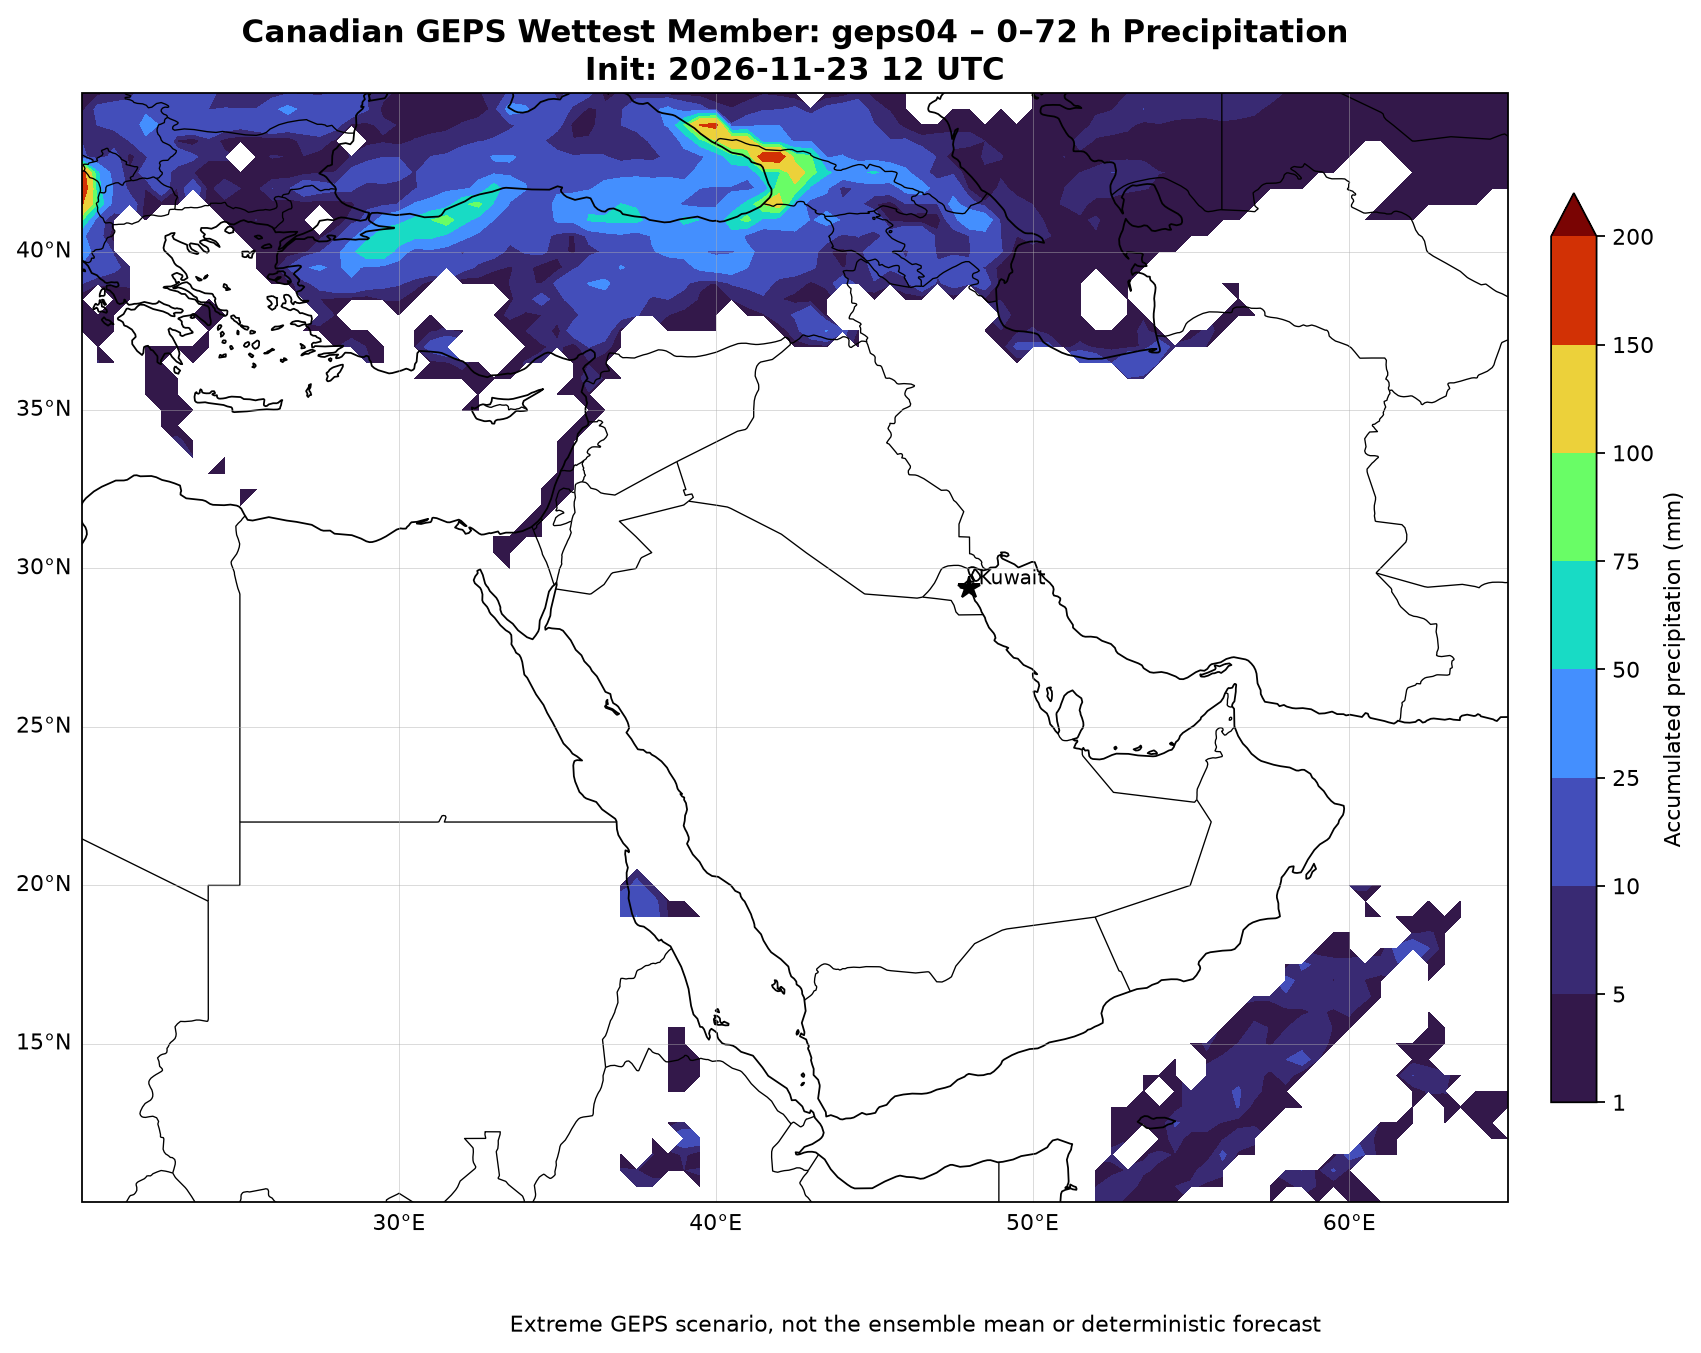 Canadian GEPS Wettest Member: geps04 – 0–72 h Precipitation
Init: 2026-11-23 12 UTC
40°N
35°N
30°N
25°N
20°N
15°N
30°E
40°E
50°E
60°E
Kuwait
200
150
100
75
50
25
10
5
1
Accumulated precipitation (mm)
Extreme GEPS scenario, not the ensemble mean or deterministic forecast